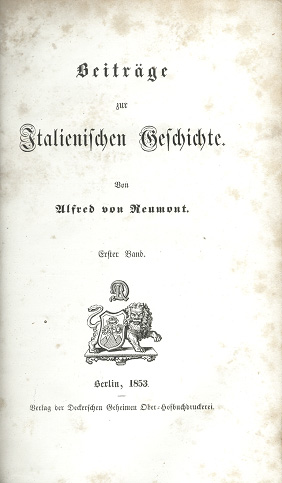 Beiträge
zur
Italieniſchen Geſchichte.
Von
Alfred von Reumont.
Erſter Band.
Berlin, 1853.
Verlag der Deckerſchen Geheimen Ober-Hofbuchdruckerei.